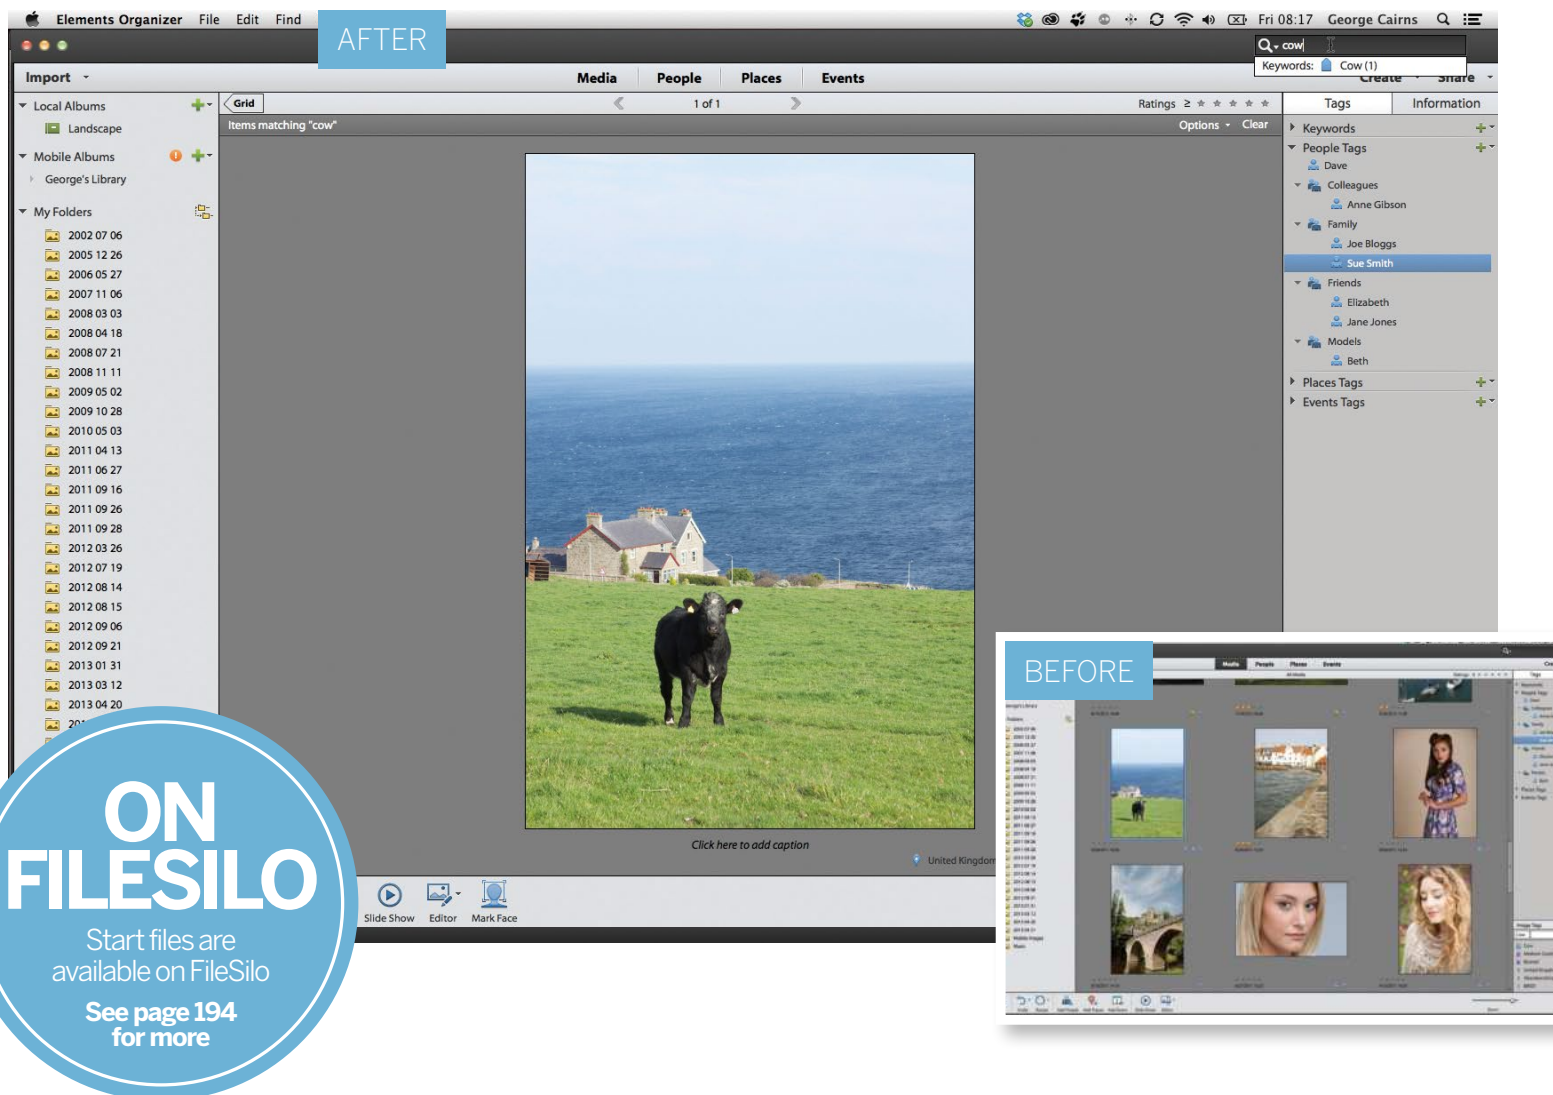 Elements Organizer File Edit Find
Fri 08:17 George Cairns
AFTER
cow
Keywords: Cow (1)
Import
Media People Places Events
Create Share
Local Albums
Landscape
Mobile Albums
George's Library
My Folders
2002 07 06
2005 12 26
2006 05 27
2007 11 06
2008 03 03
2008 04 18
2008 07 21
2008 11 11
2009 05 02
2009 10 28
2010 05 03
2011 04 13
2011 06 27
2011 09 16
2011 09 26
2011 09 28
2012 03 26
2012 07 19
2012 08 14
2012 08 15
2012 09 06
2012 09 21
2013 01 31
2013 03 12
2013 04 20
Grid
1 of 1
Ratings ≥
Items matching "cow"
Options Clear
Tags Information
Keywords
People Tags
Dave
Colleagues
Anne Gibson
Family
Joe Bloggs
Sue Smith
Friends
Elizabeth
Jane Jones
Models
Beth
Places Tags
Events Tags
Click here to add caption
United Kingdom
Slide Show Editor Mark Face
BEFORE
Media People Places Events
All Media
Tags
ON
FILESILO
Start files are
available on FileSilo
See page 194
for more